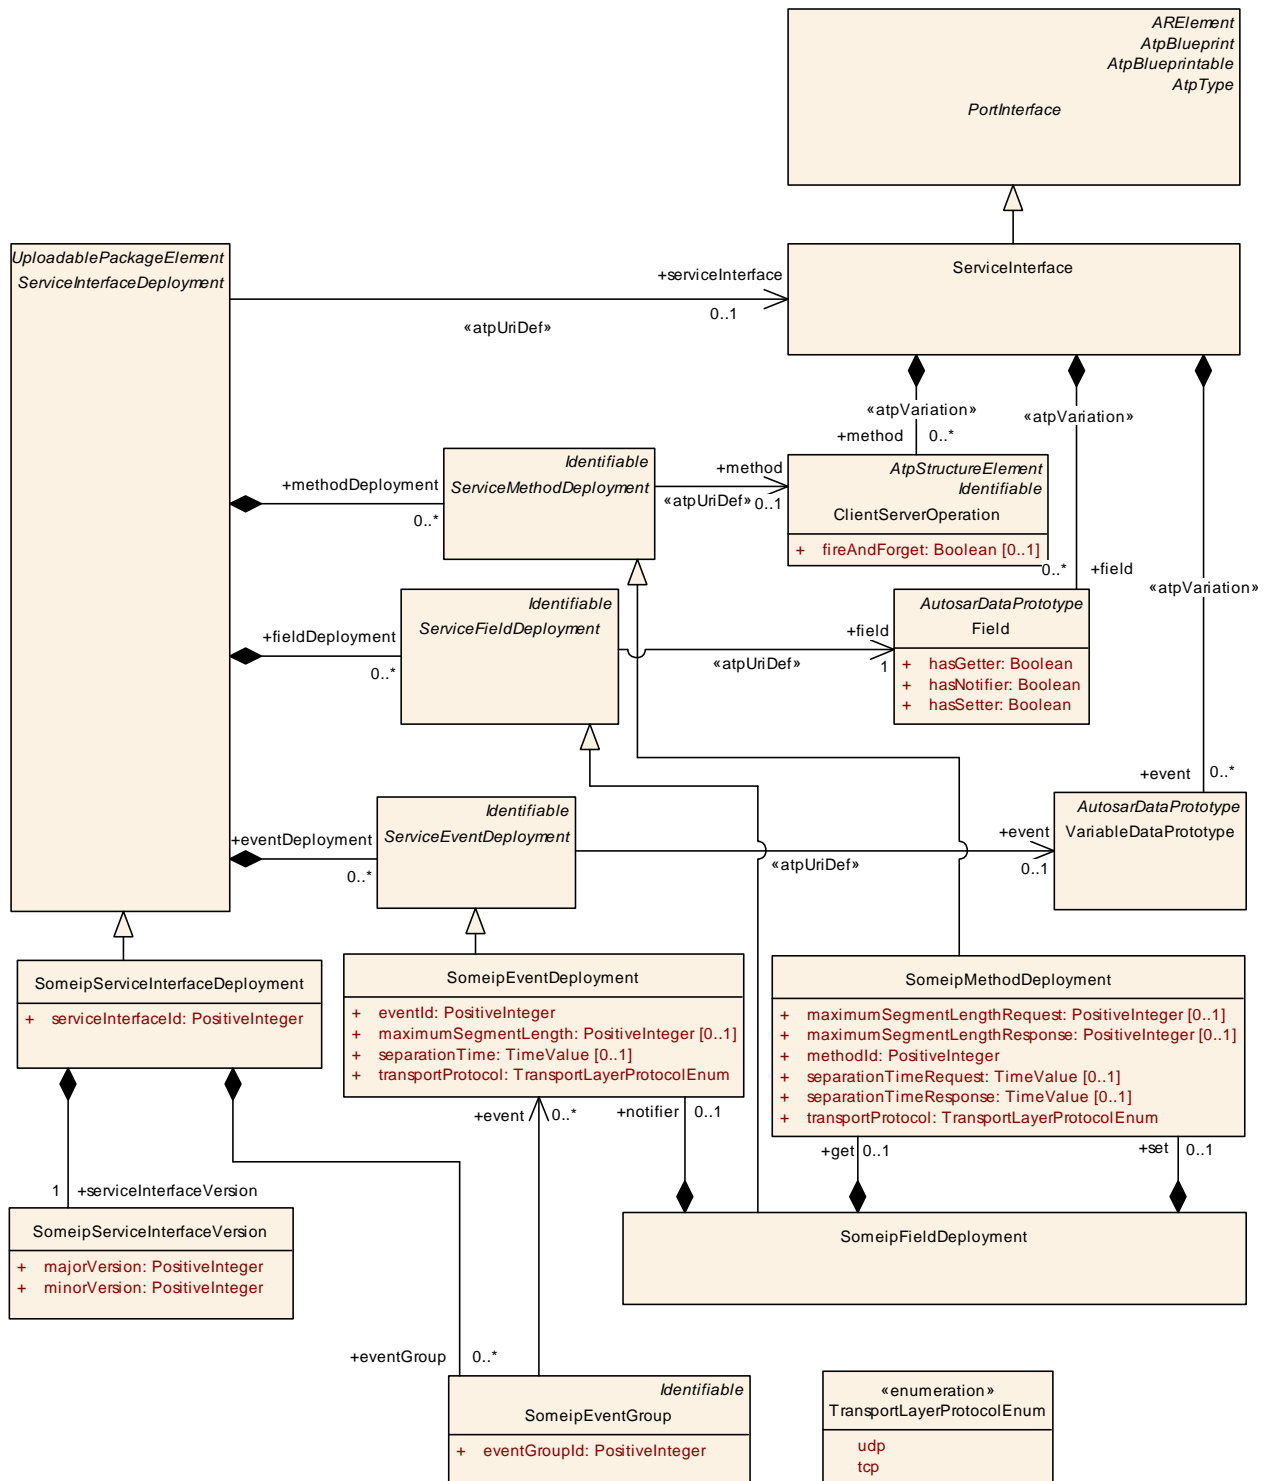 ARElement
AtpBlueprint
AtpBlueprintable
AtpType
PortInterface
UploadablePackageElement
ServiceInterfaceDeployment
+serviceInterface
0..1
«atpUriDef»
ServiceInterface
«atpVariation»
«atpVariation»
+method
0..*
Identifiable
ServiceMethodDeployment
+methodDeployment
0..*
+method
«atpUriDef»
0..1
AtpStructureElement
Identifiable
ClientServerOperation
+ fireAndForget: Boolean [0..1]
0..*
+field
«atpVariation»
Identifiable
ServiceFieldDeployment
+fieldDeployment
0..*
+field
1
«atpUriDef»
AutosarDataPrototype
Field
+ hasGetter: Boolean
+ hasNotifier: Boolean
+ hasSetter: Boolean
+event
0..*
Identifiable
ServiceEventDeployment
+eventDeployment
0..*
+event
0..1
«atpUriDef»
AutosarDataPrototype
VariableDataPrototype
SomeipServiceInterfaceDeployment
+ serviceInterfaceId: PositiveInteger
SomeipEventDeployment
+ eventId: PositiveInteger
+ maximumSegmentLength: PositiveInteger [0..1]
+ separationTime: TimeValue [0..1]
+ transportProtocol: TransportLayerProtocolEnum
SomeipMethodDeployment
+ maximumSegmentLengthRequest: PositiveInteger [0..1]
+ maximumSegmentLengthResponse: PositiveInteger [0..1]
+ methodId: PositiveInteger
+ separationTimeRequest: TimeValue [0..1]
+ separationTimeResponse: TimeValue [0..1]
+ transportProtocol: TransportLayerProtocolEnum
+event
0..*
+notifier
0..1
+get
0..1
+set
0..1
1
+serviceInterfaceVersion
SomeipServiceInterfaceVersion
+ majorVersion: PositiveInteger
+ minorVersion: PositiveInteger
SomeipFieldDeployment
+eventGroup
0..*
Identifiable
SomeipEventGroup
+ eventGroupId: PositiveInteger
«enumeration»
TransportLayerProtocolEnum
udp
tcp